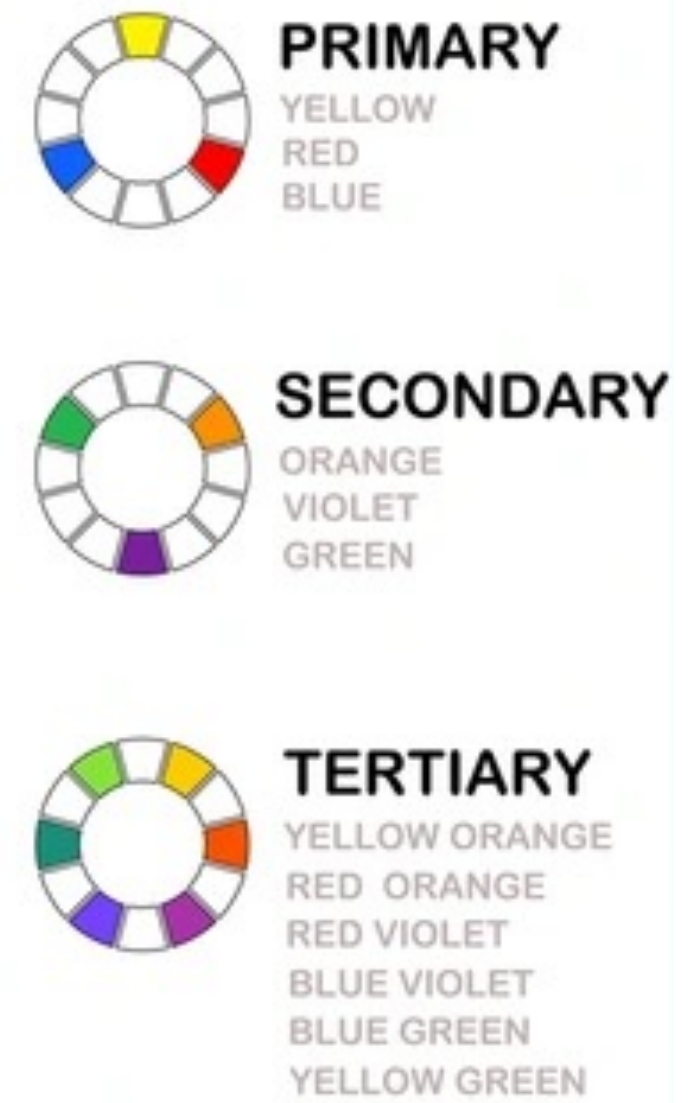 PRIMARY
YELLOW
RED
BLUE
SECONDARY
ORANGE
VIOLET
GREEN
TERTIARY
YELLOW ORANGE
RED ORANGE
RED VIOLET
BLUE VIOLET
BLUE GREEN
YELLOW GREEN